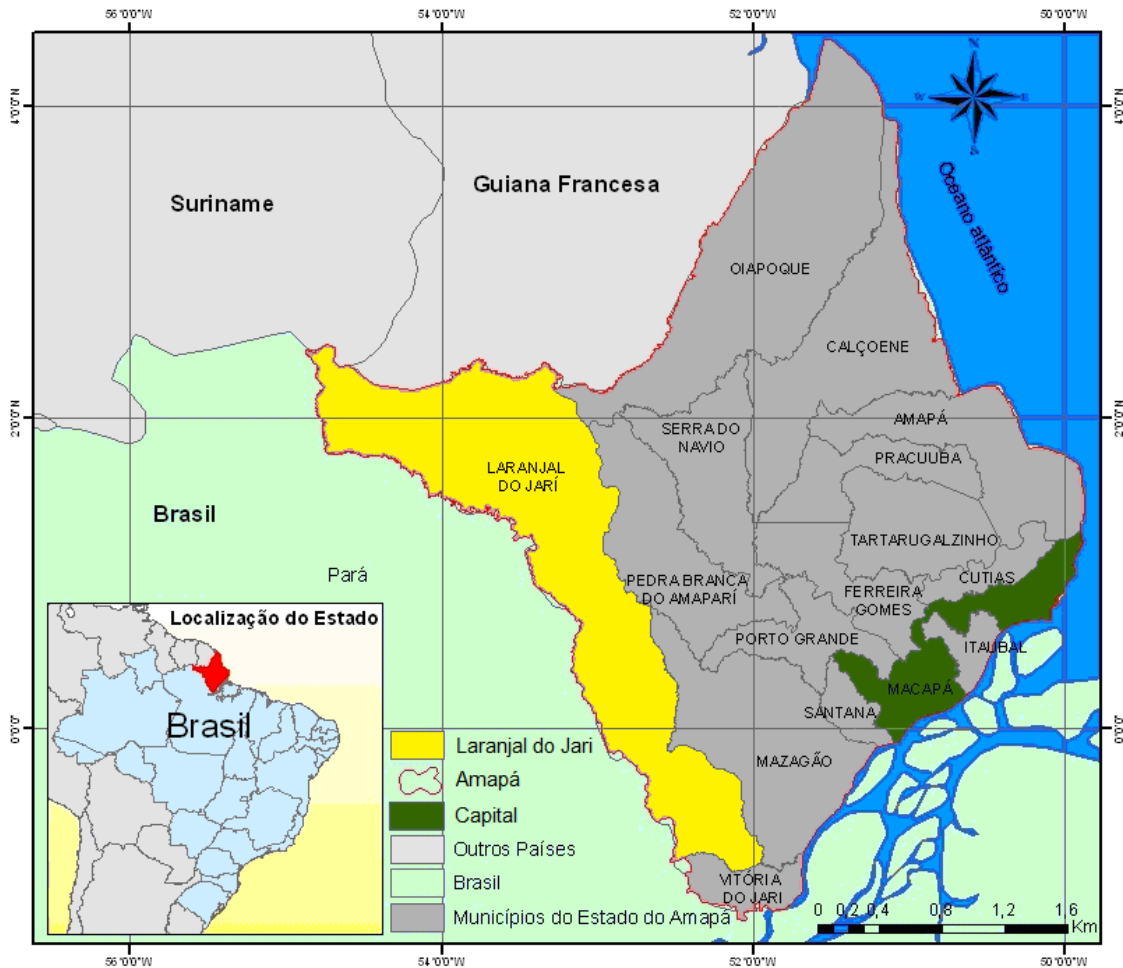 56°0'0"W 54°0'0"W 52°0'0"W 50°0'0"W
4°0'0"N
4°0'0"N
N
W
E
Oceano atlântico
Suriname
Guiana Francesa
OIAPOQUE
CALÇOENE
2°0'0"N
2°0'0"N
AMAPÁ
SERRA DO
NAVIO
PRACUUBA
LARANJAL
DO JARÍ
Brasil
TARTARUGALZINHO
Pará
PEDRA BRANCA
DO AMAPARÍ
CUTIAS
FERREIRA
GOMES
PORTO GRANDE
ITAUBAL
MACAPÁ
SANTANA
0°0'0"
0°0'0"
MAZAGÃO
VITÓRIA
DO JARI
Localização do Estado
Brasil
Laranjal do Jari
Amapá
Capital
Outros Países
Brasil
Municípios do Estado do Amapá
0 0,2 0,4 0,8 1,2 1,6
Km
56°0'0"W 54°0'0"W 52°0'0"W 50°0'0"W